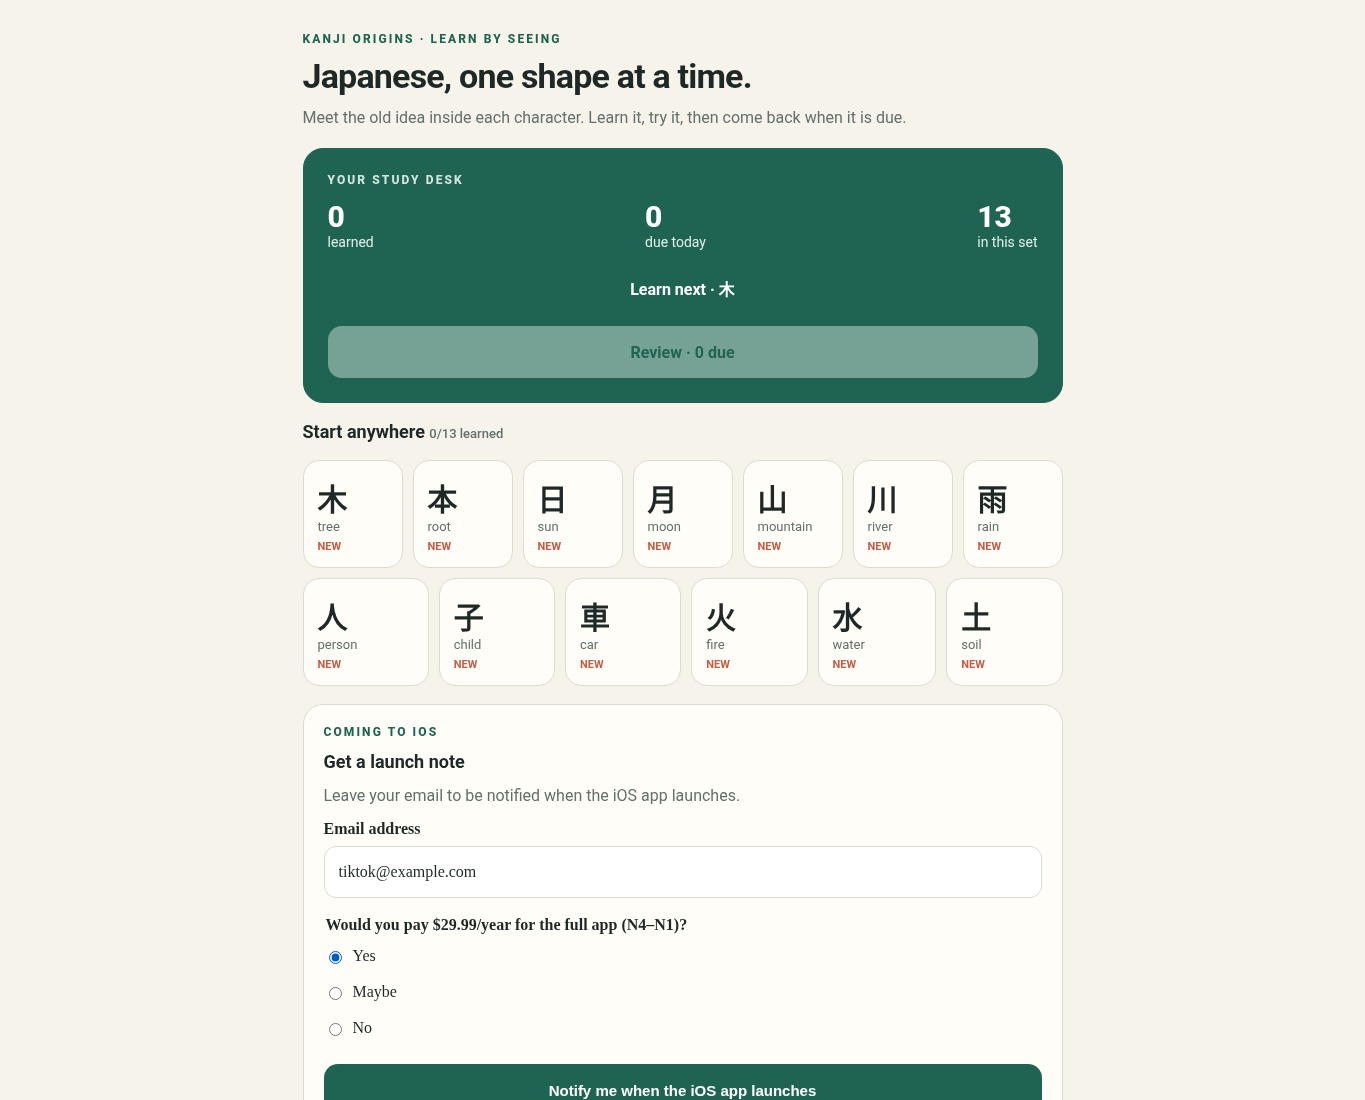 KANJI ORIGINS · LEARN BY SEEING
Japanese, one shape at a time.
Meet the old idea inside each character. Learn it, try it, then come back when it is due.
YOUR STUDY DESK
0 0 13
learned due today in this set
Learn next · 木
Review · 0 due
Start anywhere 0/13 learned
木 本 日 月 山 川 雨
tree root sun moon mountain river rain
NEW NEW NEW NEW NEW NEW NEW
人 子 車 火 水 土
person child car fire water soil
NEW NEW NEW NEW NEW NEW
COMING TO IOS
Get a launch note
Leave your email to be notified when the iOS app launches.
Email address
tiktok@example.com
Would you pay $29.99/year for the full app (N4–N1)?
Yes
Maybe
No
Notify me when the iOS app launches